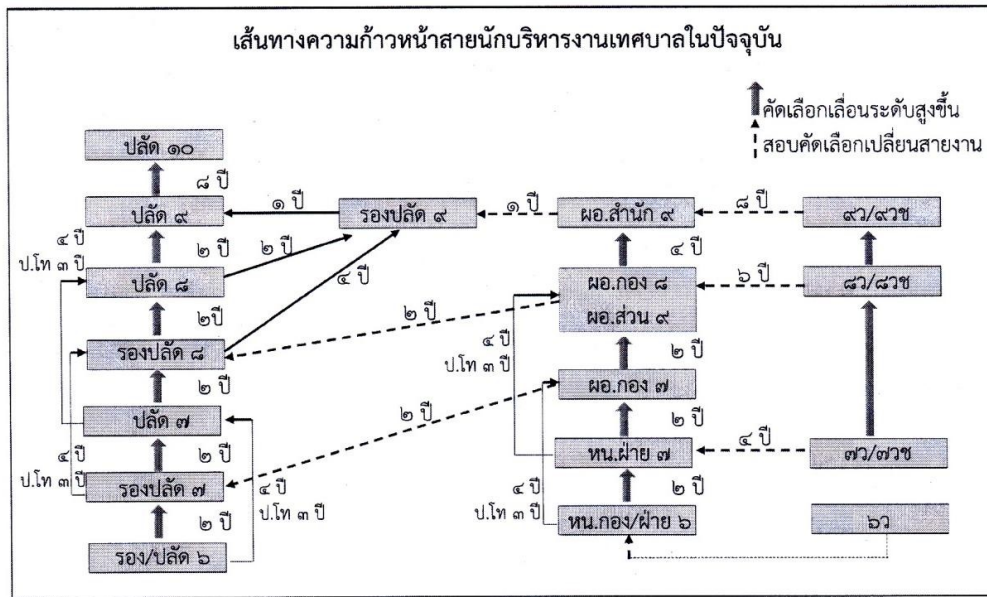 เส้นทางความก้าวหน้าสายนักบริหารงานเทศบาลในปัจจุบัน
คัดเลือกเลื่อนระดับสูงขึ้น
สอบคัดเลือกเปลี่ยนสายงาน
ปลัด ๑๐
๘ ปี
ปลัด ๙
๑ ปี
รองปลัด ๙
๑ ปี
ผอ.สำนัก ๙
๘ ปี
๙ว/๙วช
๔ ปี
ป.โท ๓ ปี
๒ ปี
๒ ปี
๔ ปี
๔ ปี
ปลัด ๘
ผอ.กอง ๘
ผอ.ส่วน ๙
๖ ปี
๘ว/๘วช
๒ปี
๒ ปี
๔ ปี
ป.โท ๓ ปี
รองปลัด ๘
๒ ปี
๒ ปี
ผอ.กอง ๗
ปลัด ๗
๒ ปี
๒ ปี
๔ ปี
ป.โท ๓ ปี
๒ ปี
หน.ฝ่าย ๗
๔ ปี
๗ว/๗วช
รองปลัด ๗
๔ ปี
ป.โท ๓ ปี
๒ ปี
๔ ปี
ป.โท ๓ ปี
๒ ปี
หน.กอง/ฝ่าย ๖
๖ว
รอง/ปลัด ๖